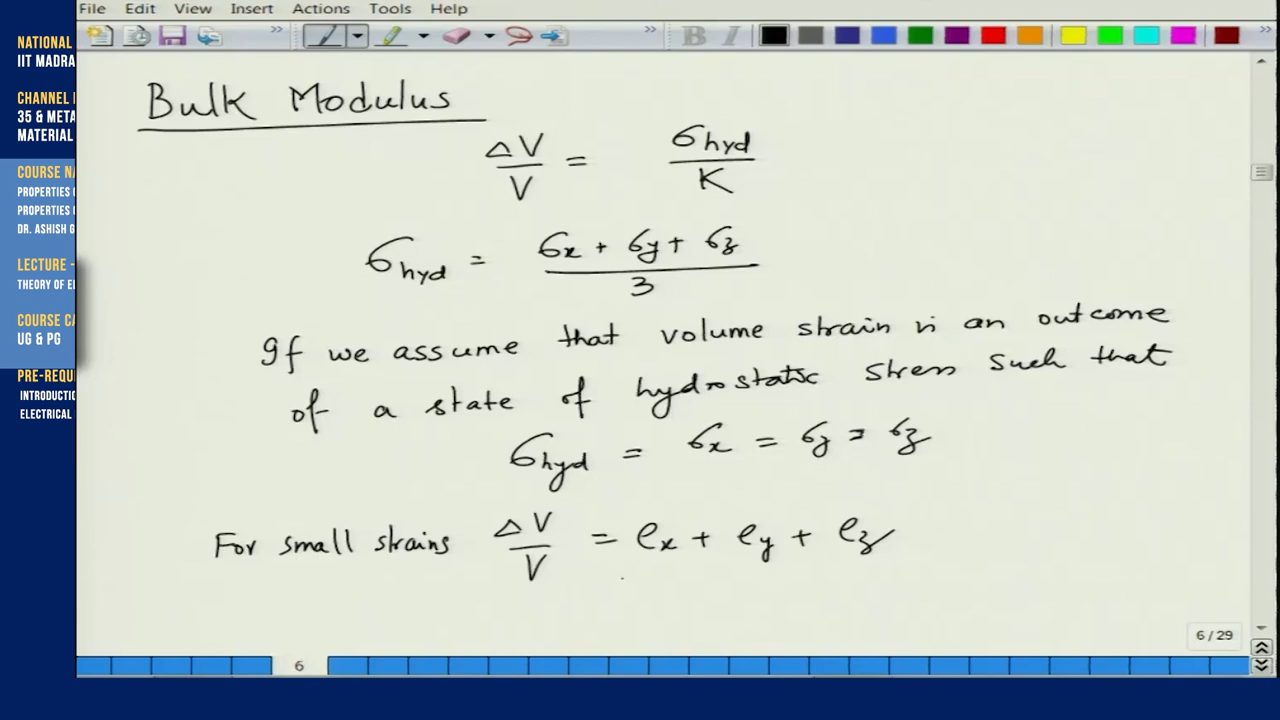 File Edit View Insert Actions Tools Help
NATIONAL
IIT MADRA
CHANNEL
35 & META
MATERIAL
COURSE NA
PROPERTIES
PROPERTIES
DR. ASHISH G
LECTURE -
THEORY OF EL
COURSE CA
UG & PG
PRE-REQU
INTRODUCTIO
ELECTRICAL
Bulk Modulus
ΔV/V = σhyd/K
σhyd = (σx + σy + σz)/3
If we assume that volume strain is an outcome
of a state of hydrostatic stress such that
σhyd = σx = σy = σz
For small strains ΔV/V = ex + ey + ez
6 / 29
6